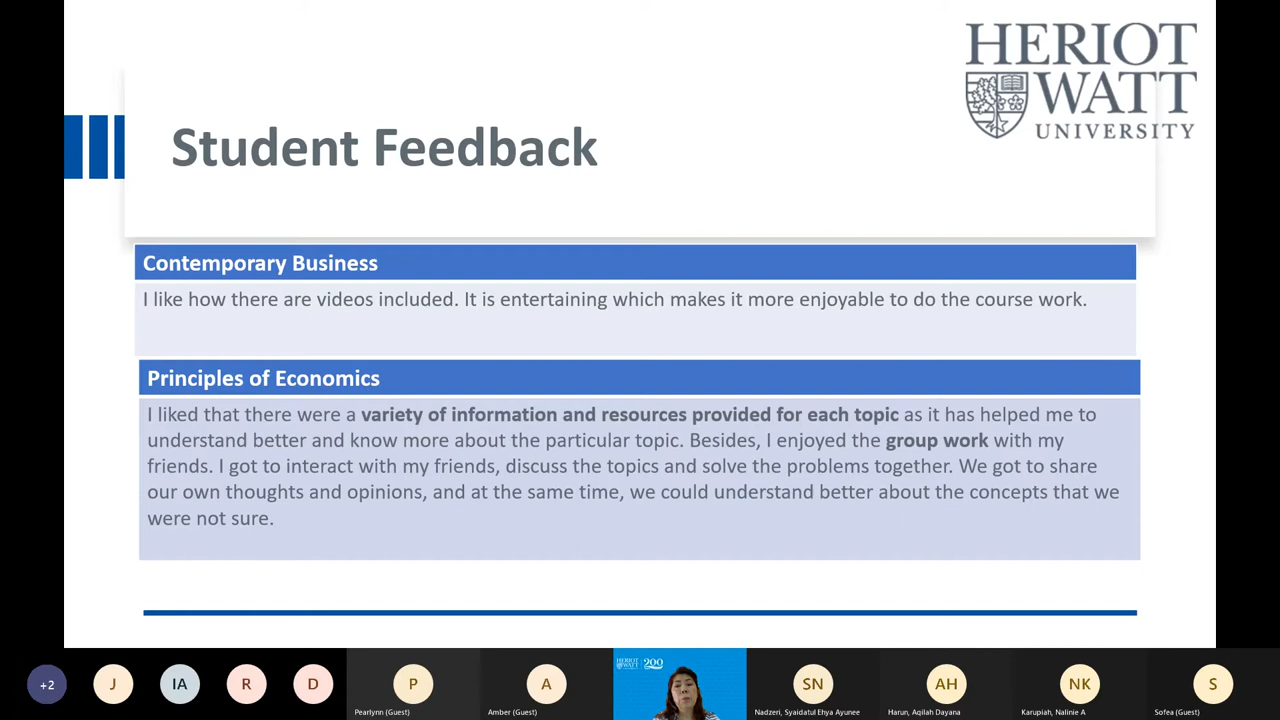 HERIOT
WATT
UNIVERSITY
Student Feedback
Contemporary Business
I like how there are videos included. It is entertaining which makes it more enjoyable to do the course work.
Principles of Economics
I liked that there were a variety of information and resources provided for each topic as it has helped me to
understand better and know more about the particular topic. Besides, I enjoyed the group work with my
friends. I got to interact with my friends, discuss the topics and solve the problems together. We got to share
our own thoughts and opinions, and at the same time, we could understand better about the concepts that we
were not sure.
+2
J
IA
R
D
P
Pearlynn (Guest)
A
Amber (Guest)
HERIOT
WATT
200
SN
Nadzeri, Syaidatul Ehya Ayunee
AH
Harun, Aqilah Dayana
NK
Karupiah, Nalinie A
S
Sofea (Guest)